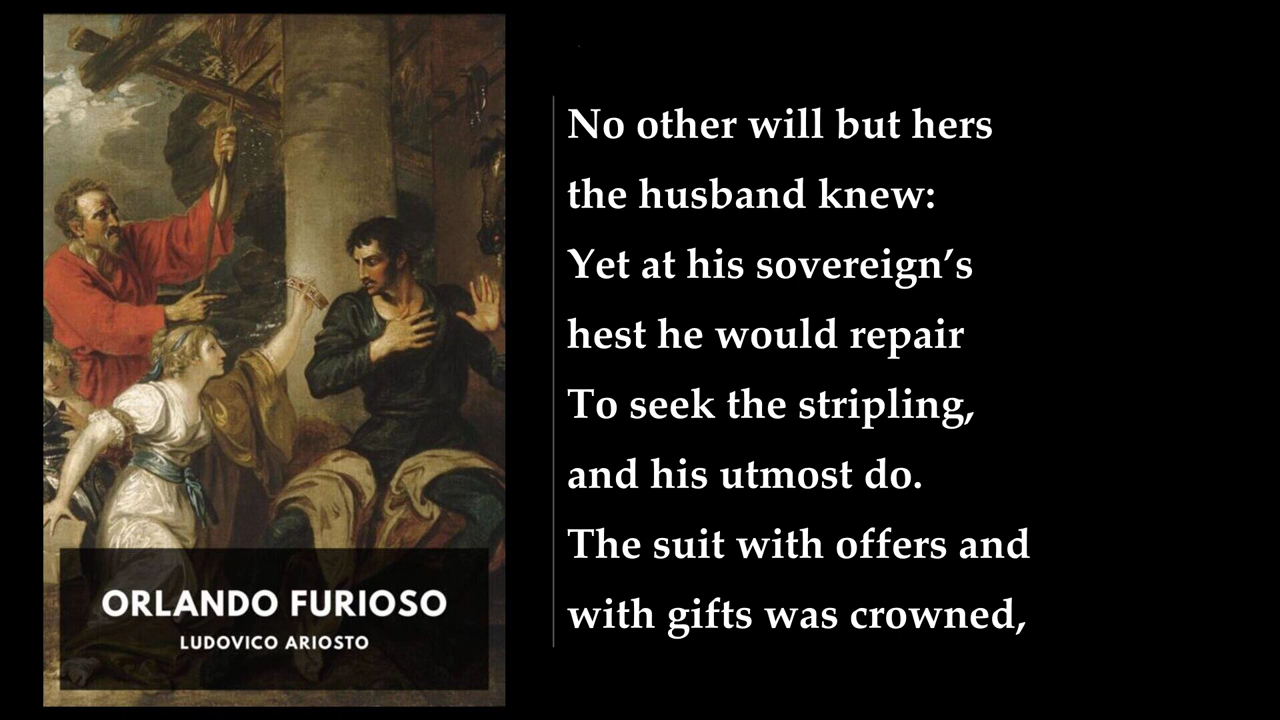 No other will but hers
the husband knew:
Yet at his sovereign’s
hest he would repair
To seek the stripling,
and his utmost do.
The suit with offers and
with gifts was crowned,
ORLANDO FURIOSO
LUDOVICO ARIOSTO